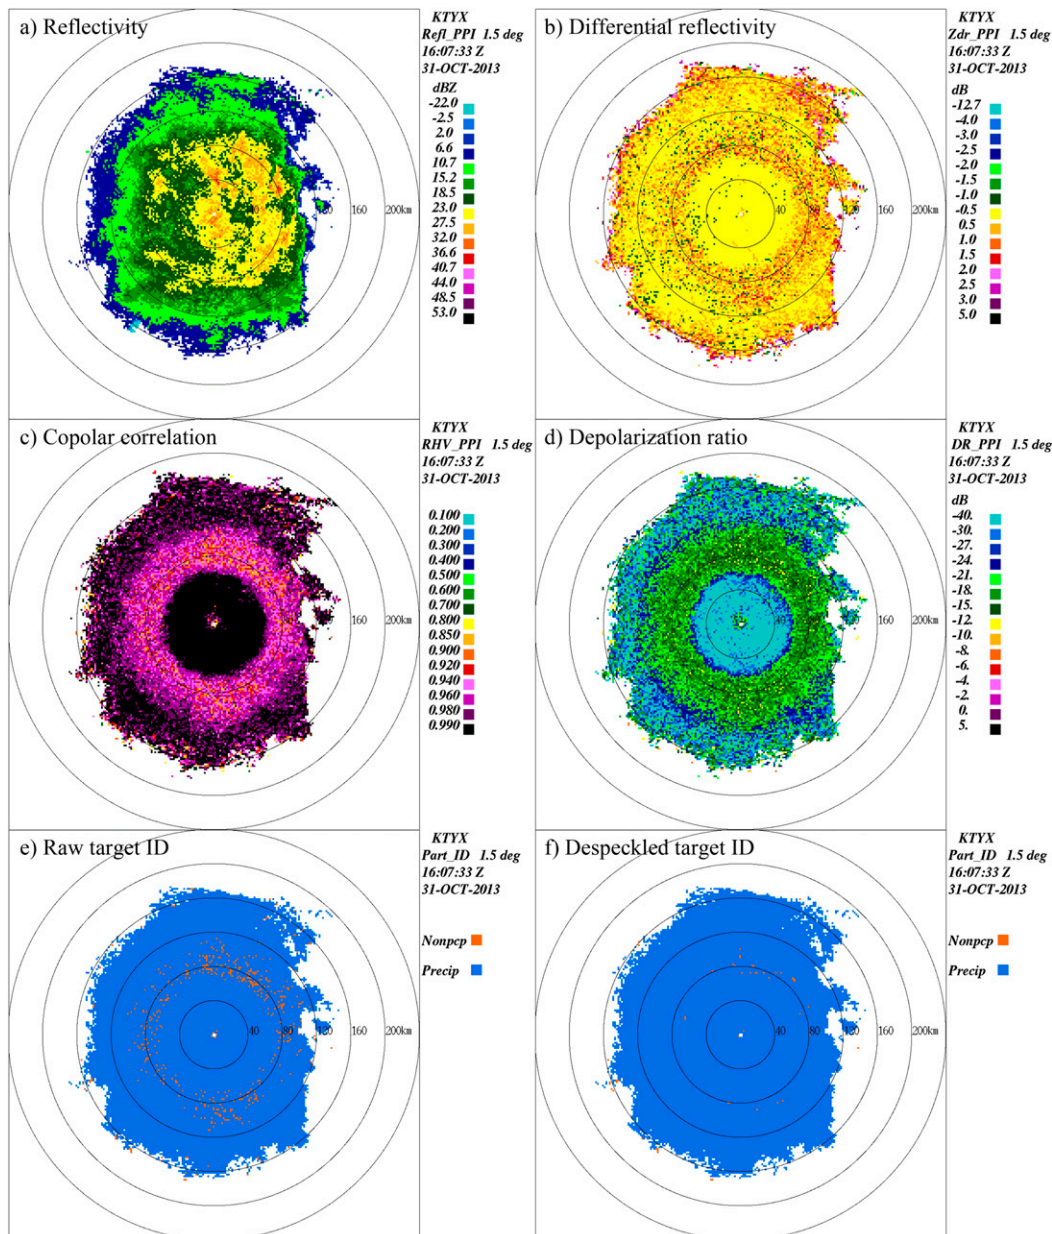 a) Reflectivity
KTYX
Refl_PPI 1.5 deg
16:07:33 Z
31-OCT-2013
dBZ
-22.0
-2.5
2.0
6.6
10.7
15.2
18.5
23.0
27.5
32.0
36.6
40.7
44.0
48.5
53.0
120 160 200km
b) Differential reflectivity
KTYX
Zdr_PPI 1.5 deg
16:07:33 Z
31-OCT-2013
dB
-12.7
-4.0
-3.0
-2.5
-2.0
-1.5
-1.0
-0.5
0.5
1.0
1.5
2.0
2.5
3.0
5.0
40 120 160 200km
c) Copolar correlation
KTYX
RHV_PPI 1.5 deg
16:07:33 Z
31-OCT-2013
0.100
0.200
0.300
0.400
0.500
0.600
0.700
0.800
0.850
0.900
0.920
0.940
0.960
0.980
0.990
160 200km
d) Depolarization ratio
KTYX
DR_PPI 1.5 deg
16:07:33 Z
31-OCT-2013
dB
-40.
-30.
-27.
-24.
-21.
-18.
-15.
-12.
-10.
-8.
-6.
-4.
-2.
0.
5.
160 200km
e) Raw target ID
KTYX
Part_ID 1.5 deg
16:07:33 Z
31-OCT-2013
Nonpcp
Precip
40 80 120 160 200km
f) Despeckled target ID
KTYX
Part_ID 1.5 deg
16:07:33 Z
31-OCT-2013
Nonpcp
Precip
40 80 120 160 200km